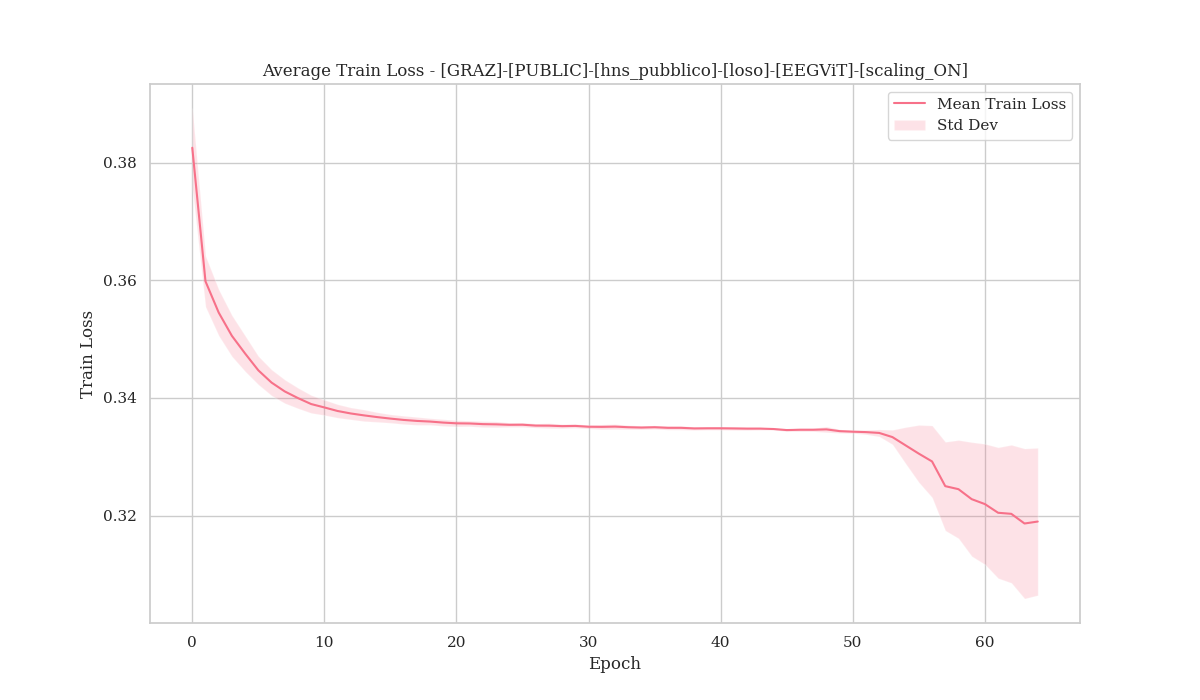 Average Train Loss - [GRAZ]-[PUBLIC]-[hns_pubblico]-[loso]-[EEGViT]-[scaling_ON]
Mean Train Loss
Std Dev
0.38
0.36
0.34
0.32
Train Loss
0 10 20 30 40 50 60
Epoch